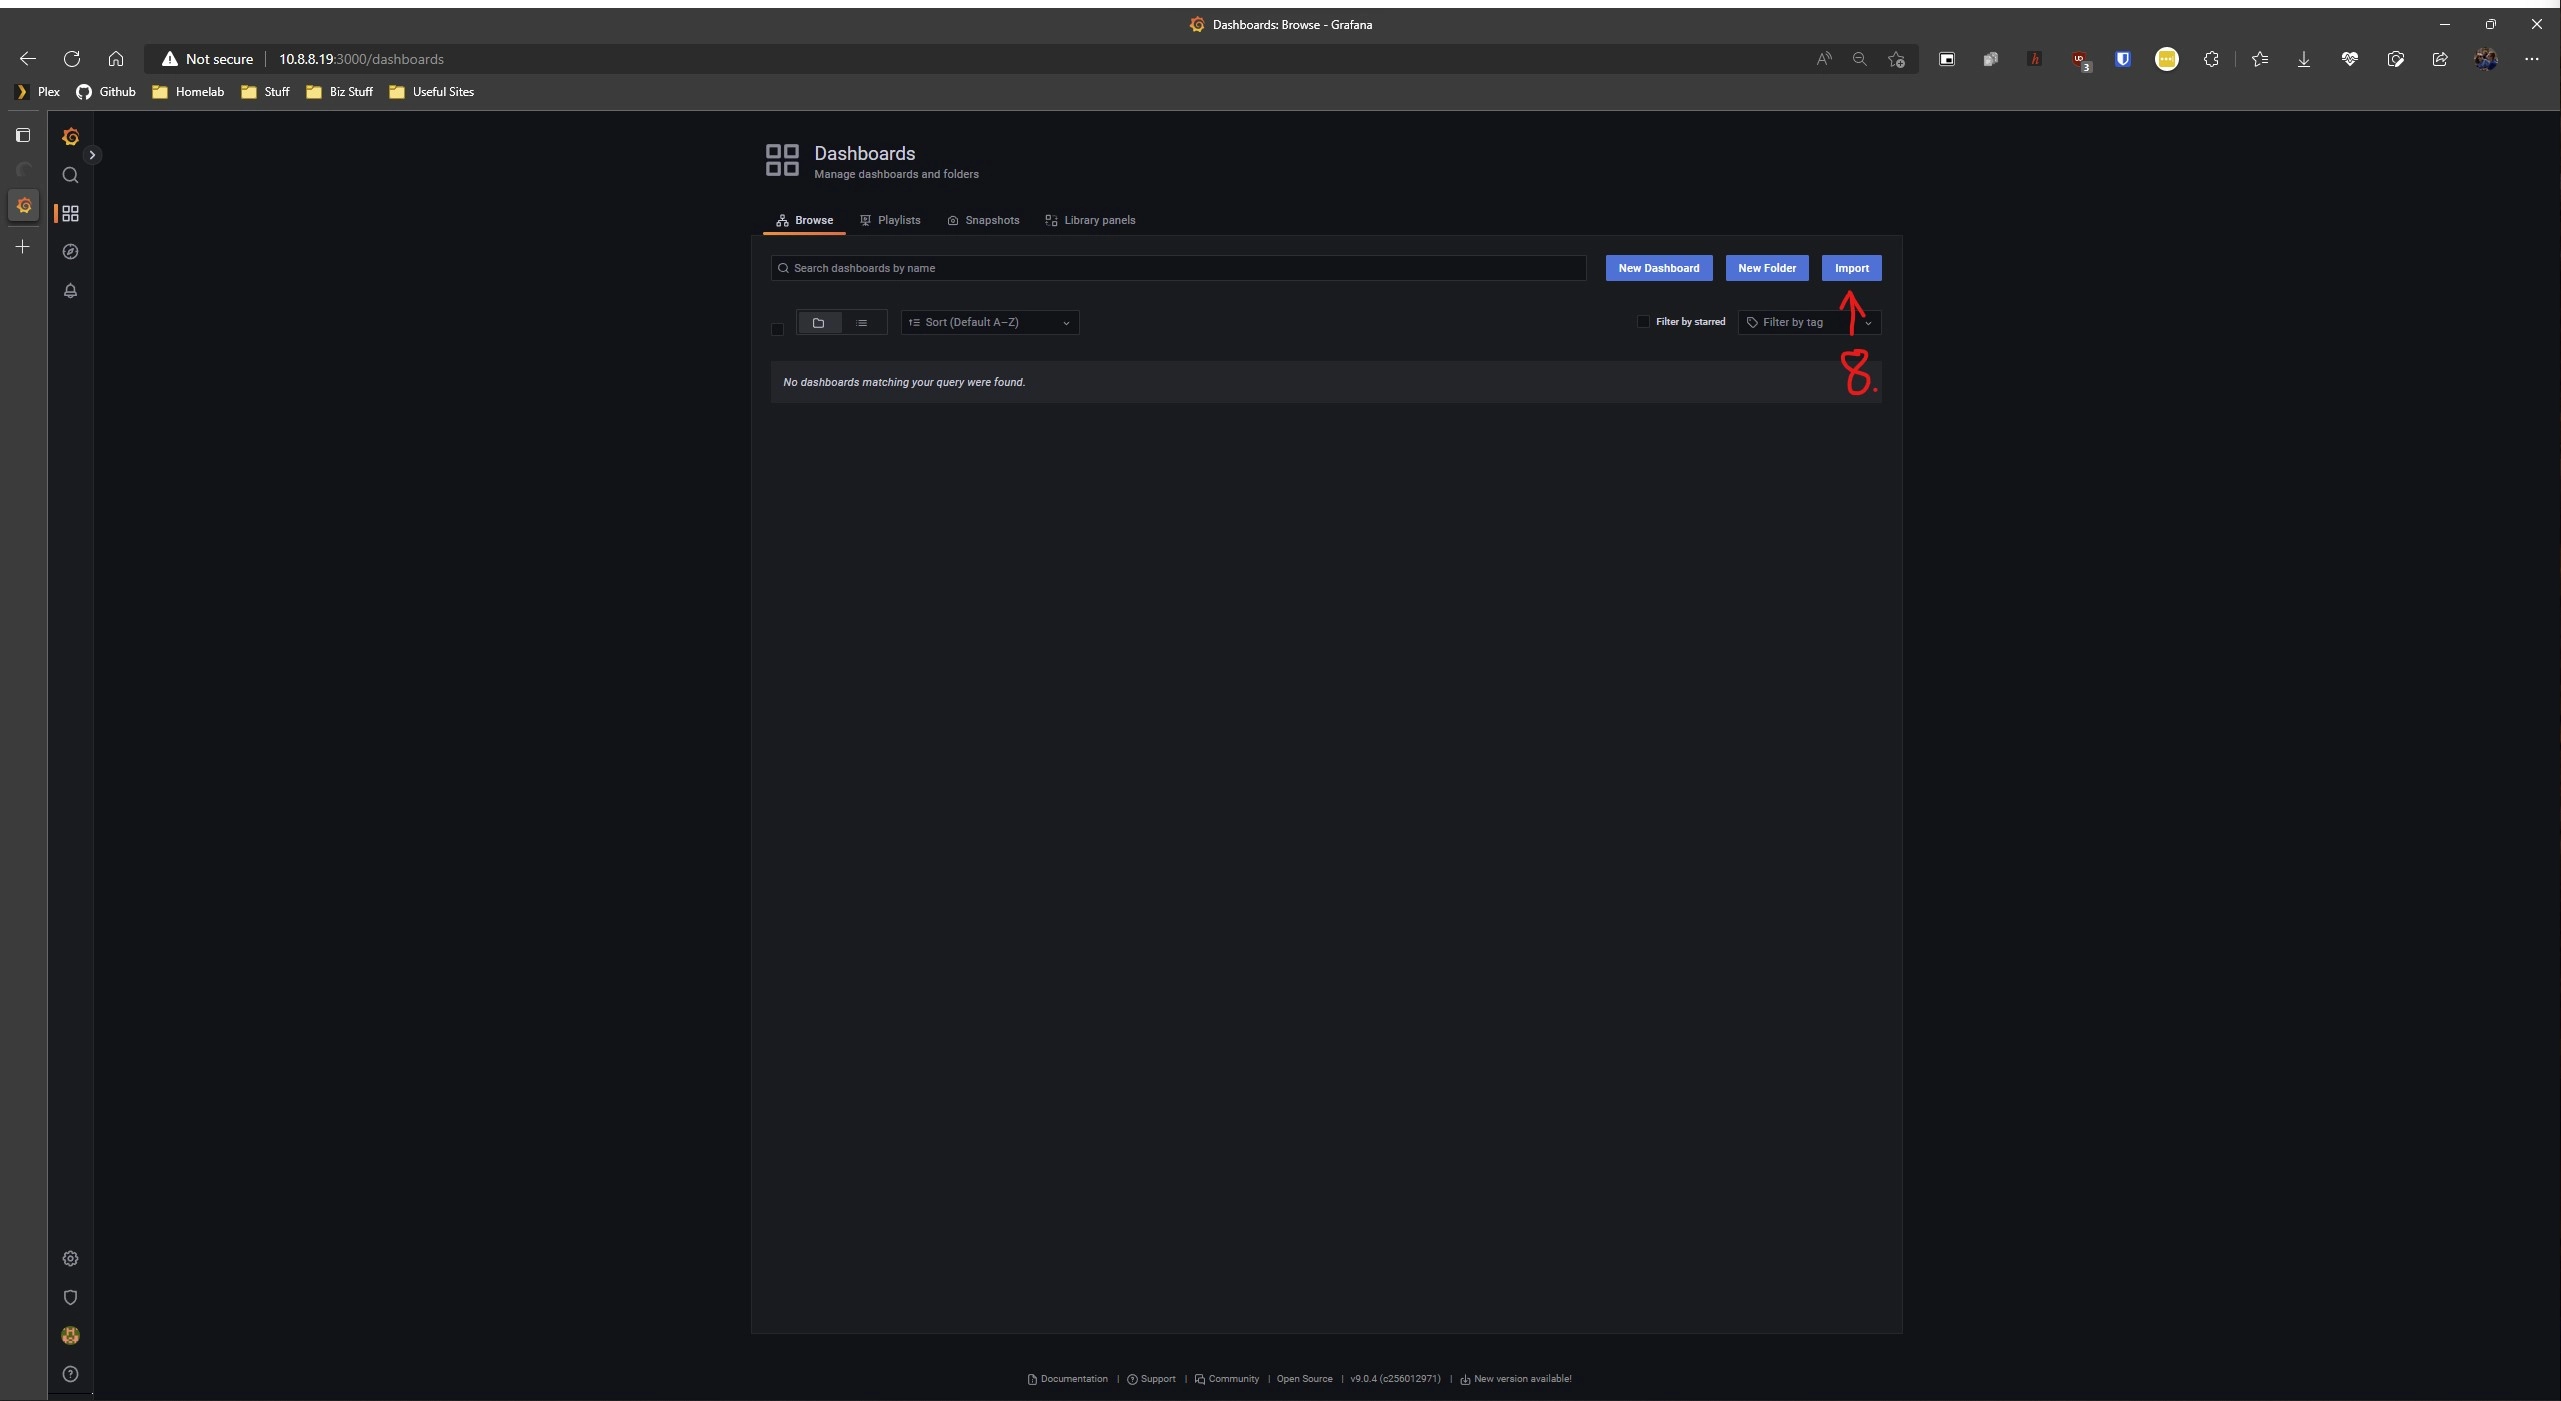 Dashboards: Browse - Grafana
Not secure 10.8.8.19:3000/dashboards
3
Plex Github Homelab Stuff Biz Stuff Useful Sites
Dashboards
Manage dashboards and folders
Browse Playlists Snapshots Library panels
Search dashboards by name New Dashboard New Folder Import
Sort (Default A–Z) Filter by starred Filter by tag
8.
No dashboards matching your query were found.
Documentation | Support | Community | Open Source | v9.0.4 (c256012971) | New version available!